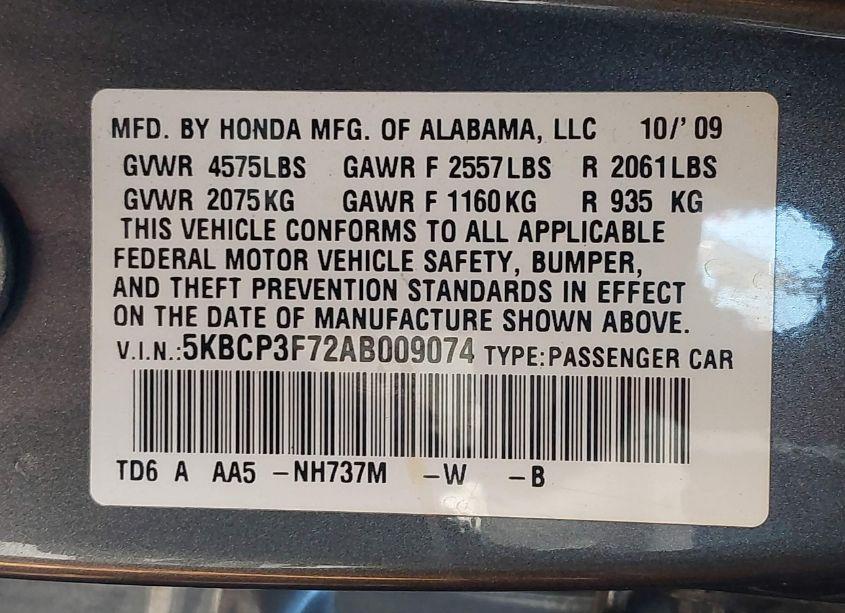 MFD. BY HONDA MFG. OF ALABAMA, LLC 10/'09
GVWR 4575LBS GAWR F 2557LBS R 2061LBS
GVWR 2075KG GAWR F 1160KG R 935 KG
THIS VEHICLE CONFORMS TO ALL APPLICABLE
FEDERAL MOTOR VEHICLE SAFETY, BUMPER,
AND THEFT PREVENTION STANDARDS IN EFFECT
ON THE DATE OF MANUFACTURE SHOWN ABOVE.
V.I.N.:5KBCP3F72AB009074 TYPE:PASSENGER CAR
TD6 A AA5 -NH737M -W -B